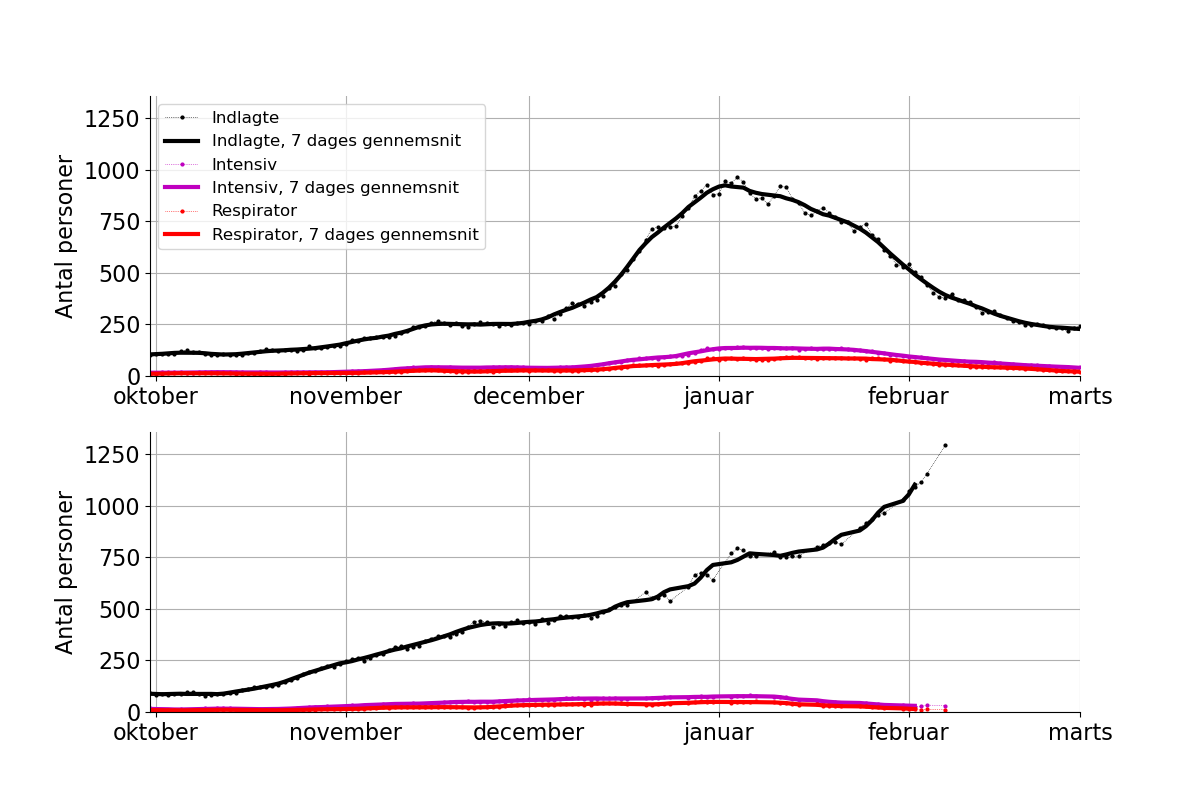 1250
1000
750
500
250
0
Antal personer
Indlagte
Indlagte, 7 dages gennemsnit
Intensiv
Intensiv, 7 dages gennemsnit
Respirator
Respirator, 7 dages gennemsnit
oktober november december januar februar marts
1250
1000
750
500
250
0
Antal personer
oktober november december januar februar marts